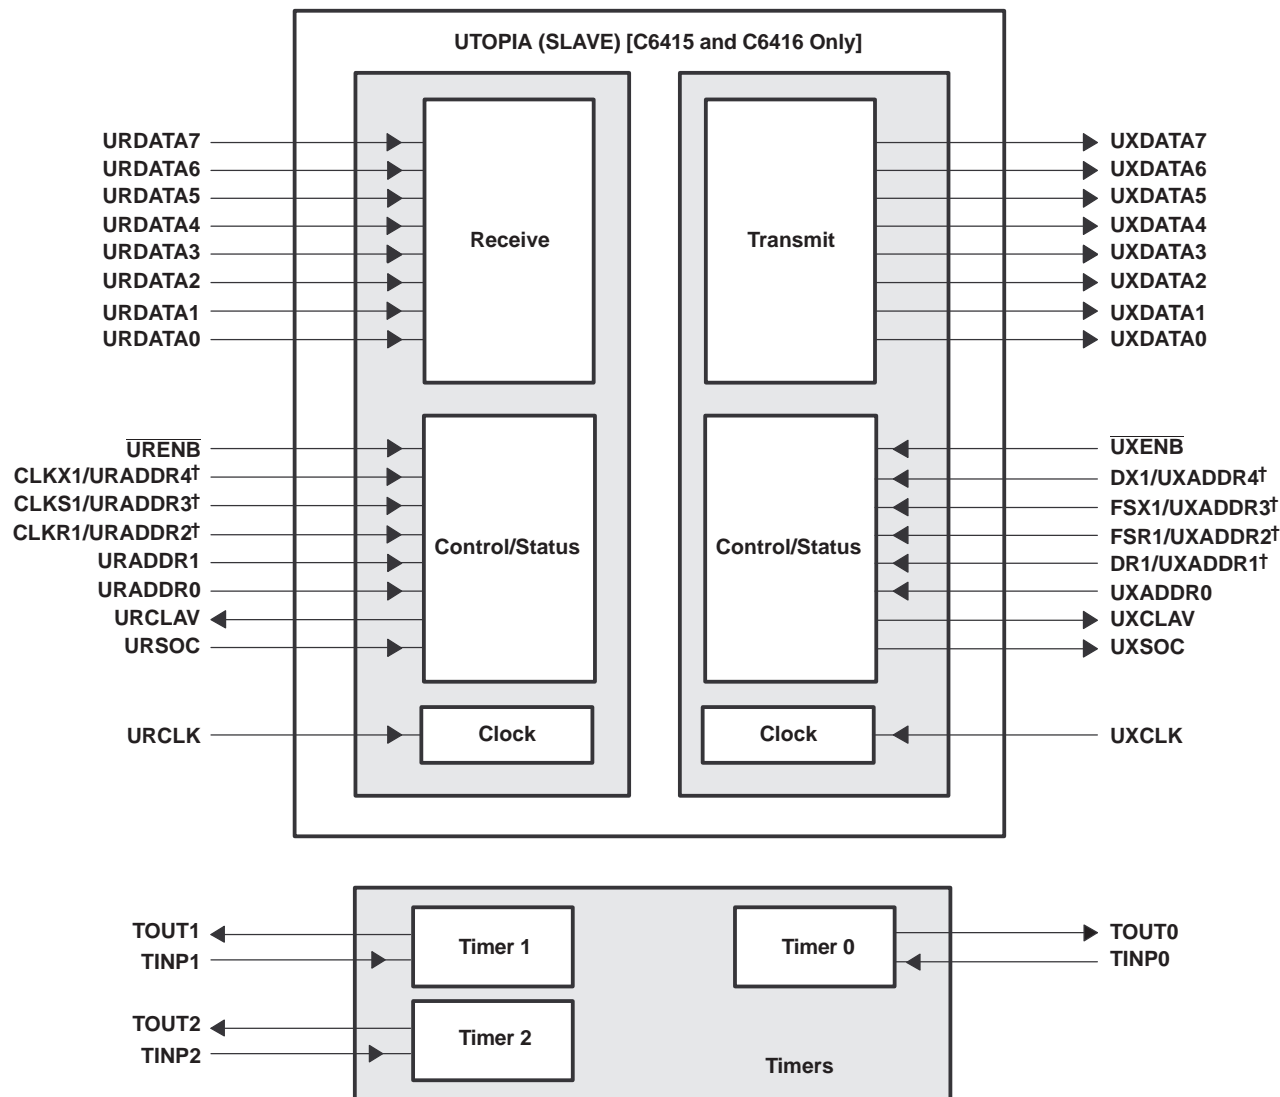 UTOPIA (SLAVE) [C6415 and C6416 Only]
URDATA7
URDATA6
URDATA5
URDATA4
URDATA3
URDATA2
URDATA1
URDATA0
Receive
Transmit
UXDATA7
UXDATA6
UXDATA5
UXDATA4
UXDATA3
UXDATA2
UXDATA1
UXDATA0
URENB
CLKX1/URADDR4†
CLKS1/URADDR3†
CLKR1/URADDR2†
URADDR1
URADDR0
URCLAV
URSOC
Control/Status
Control/Status
UXENB
DX1/UXADDR4†
FSX1/UXADDR3†
FSR1/UXADDR2†
DR1/UXADDR1†
UXADDR0
UXCLAV
UXSOC
URCLK
Clock
Clock
UXCLK
TOUT1
TINP1
Timer 1
Timer 0
TOUT0
TINP0
TOUT2
TINP2
Timer 2
Timers